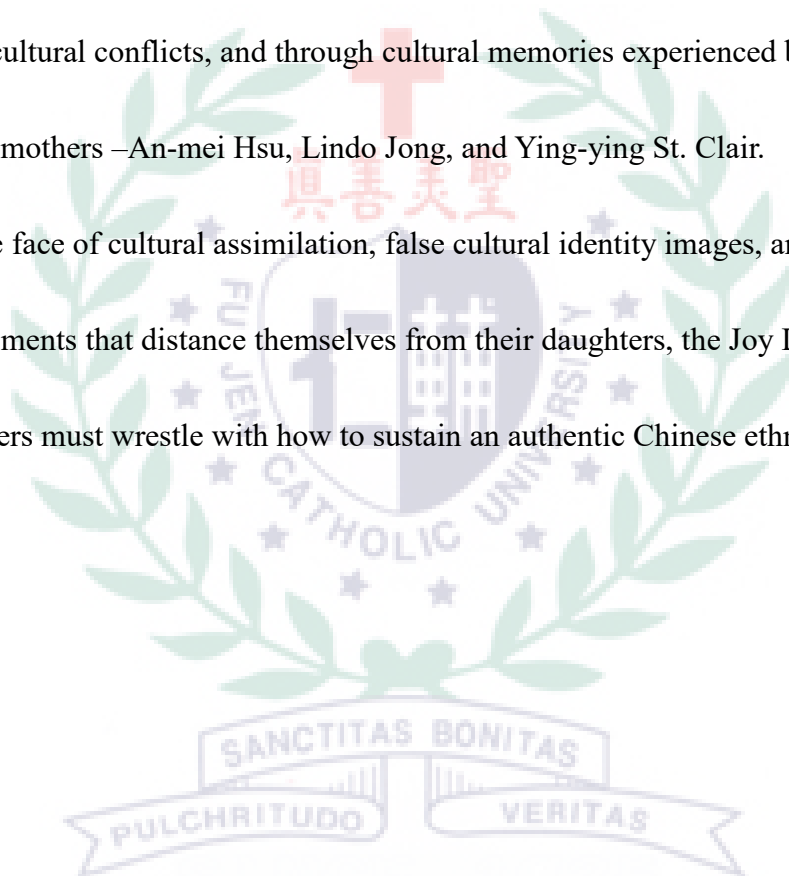 cultural conflicts, and through cultural memories experienced b
mothers –An-mei Hsu, Lindo Jong, and Ying-ying St. Clair.
眞善美聖
e face of cultural assimilation, false cultural identity images, an
ments that distance themselves from their daughters, the Joy L
ers must wrestle with how to sustain an authentic Chinese ethn
FU JEN CATHOLIC UNIVERSITY
SANCTITAS BONITAS
PULCHRITUDO VERITAS